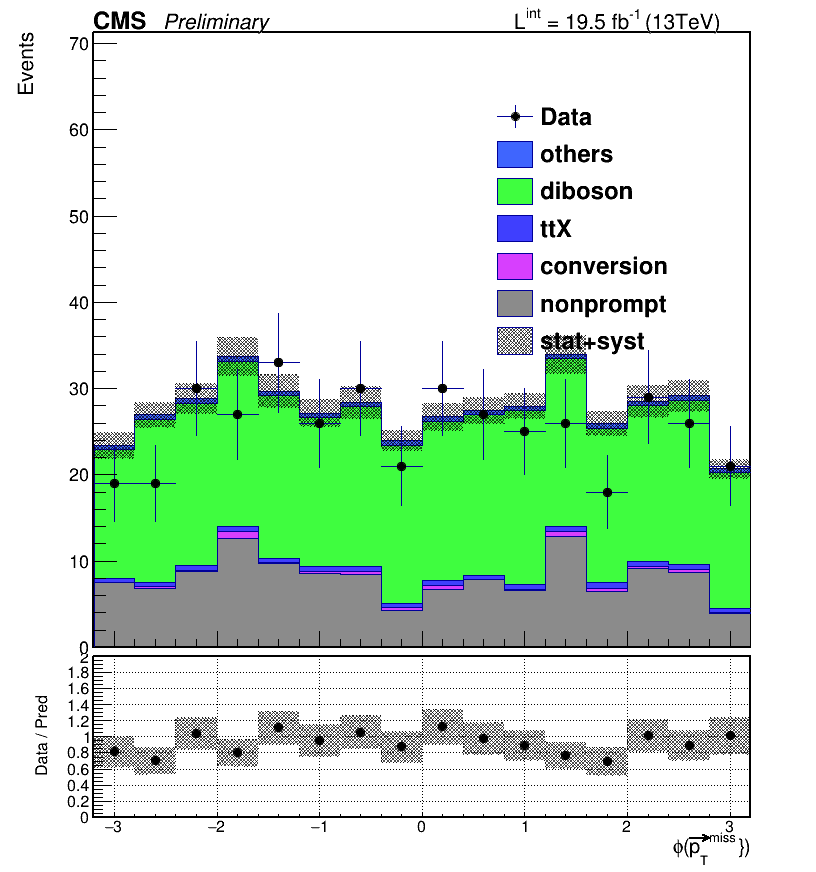 CMS Preliminary L^int = 19.5 fb^-1 (13TeV)
Events
70
60
50
40
30
20
10
0
Data
others
diboson
ttX
conversion
nonprompt
stat+syst
Data / Pred
2
1.8
1.6
1.4
1.2
1
0.8
0.6
0.4
0.2
0
−3 −2 −1 0 1 2 3
ϕ(p⃗_T^miss })